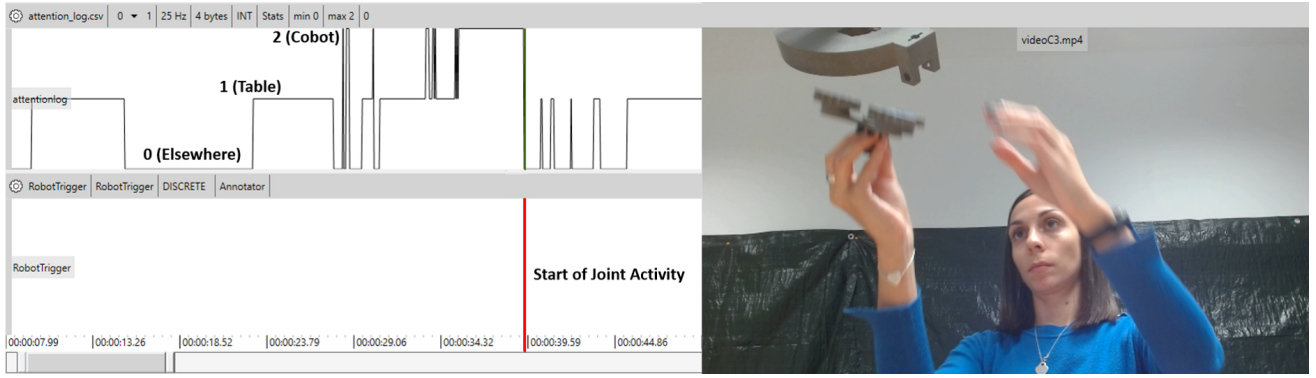 attention_log.csv 0 1 25 Hz 4 bytes INT Stats min 0 max 2 0
2 (Cobot)
1 (Table)
attentionlog
0 (Elsewhere)
RobotTrigger RobotTrigger DISCRETE Annotator
RobotTrigger
Start of Joint Activity
00:00:07.99 00:00:13.26 00:00:18.52 00:00:23.79 00:00:29.06 00:00:34.32 00:00:39.59 00:00:44.86
videoC3.mp4